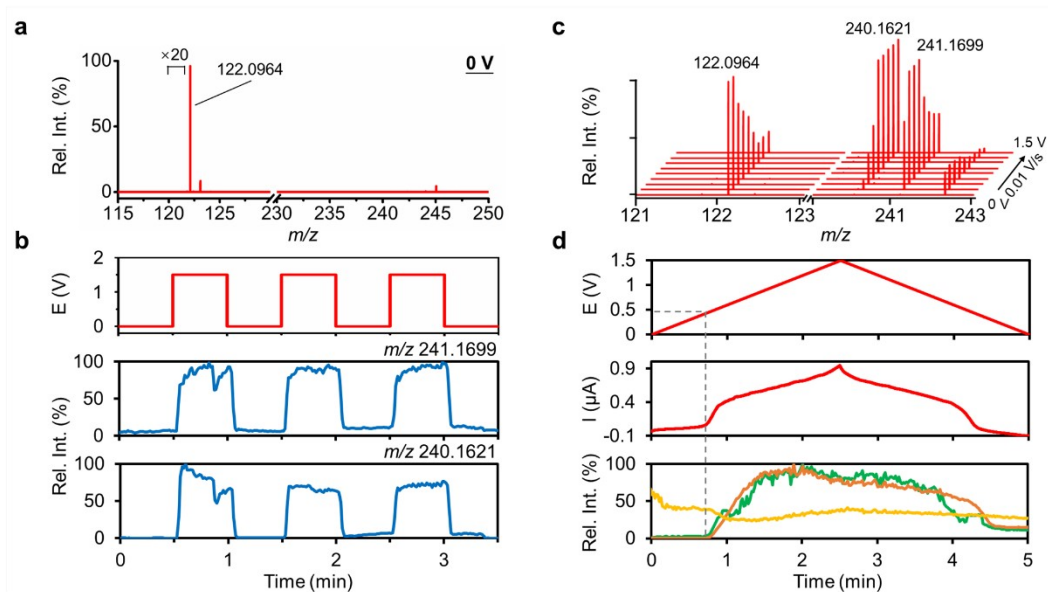 a
×20
122.0964
0 V
Rel. Int. (%)
100
50
0
115 120 125 230 230 235 240 245 250
m/z
b
E (V)
2
1
0
m/z 241.1699
100
50
0
m/z 240.1621
Rel. Int. (%)
100
50
0
0 1 2 3
Time (min)
c
240.1621
241.1699
122.0964
Rel. Int. (%)
1.5 V
0.01 V/s
0
121 122 123 241 243
m/z
d
E (V)
1.5
1.0
0.5
0
I (μA)
0.9
0.4
-0.1
Rel. Int. (%)
100
50
0
0 1 2 3 4 5
Time (min)